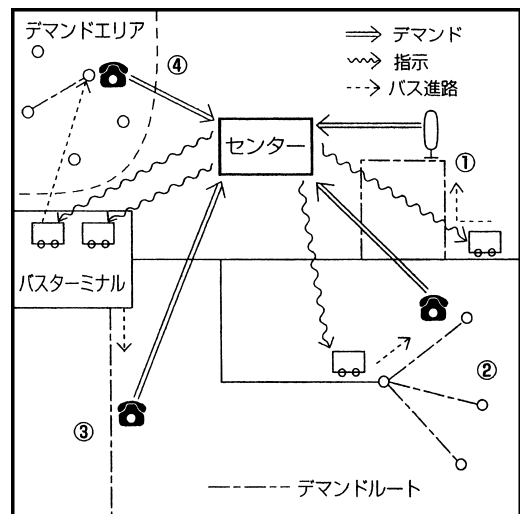 デマンドエリア
④
デマンド
指示
バス進路
センター
①
バスターミナル
②
③
デマンドルート